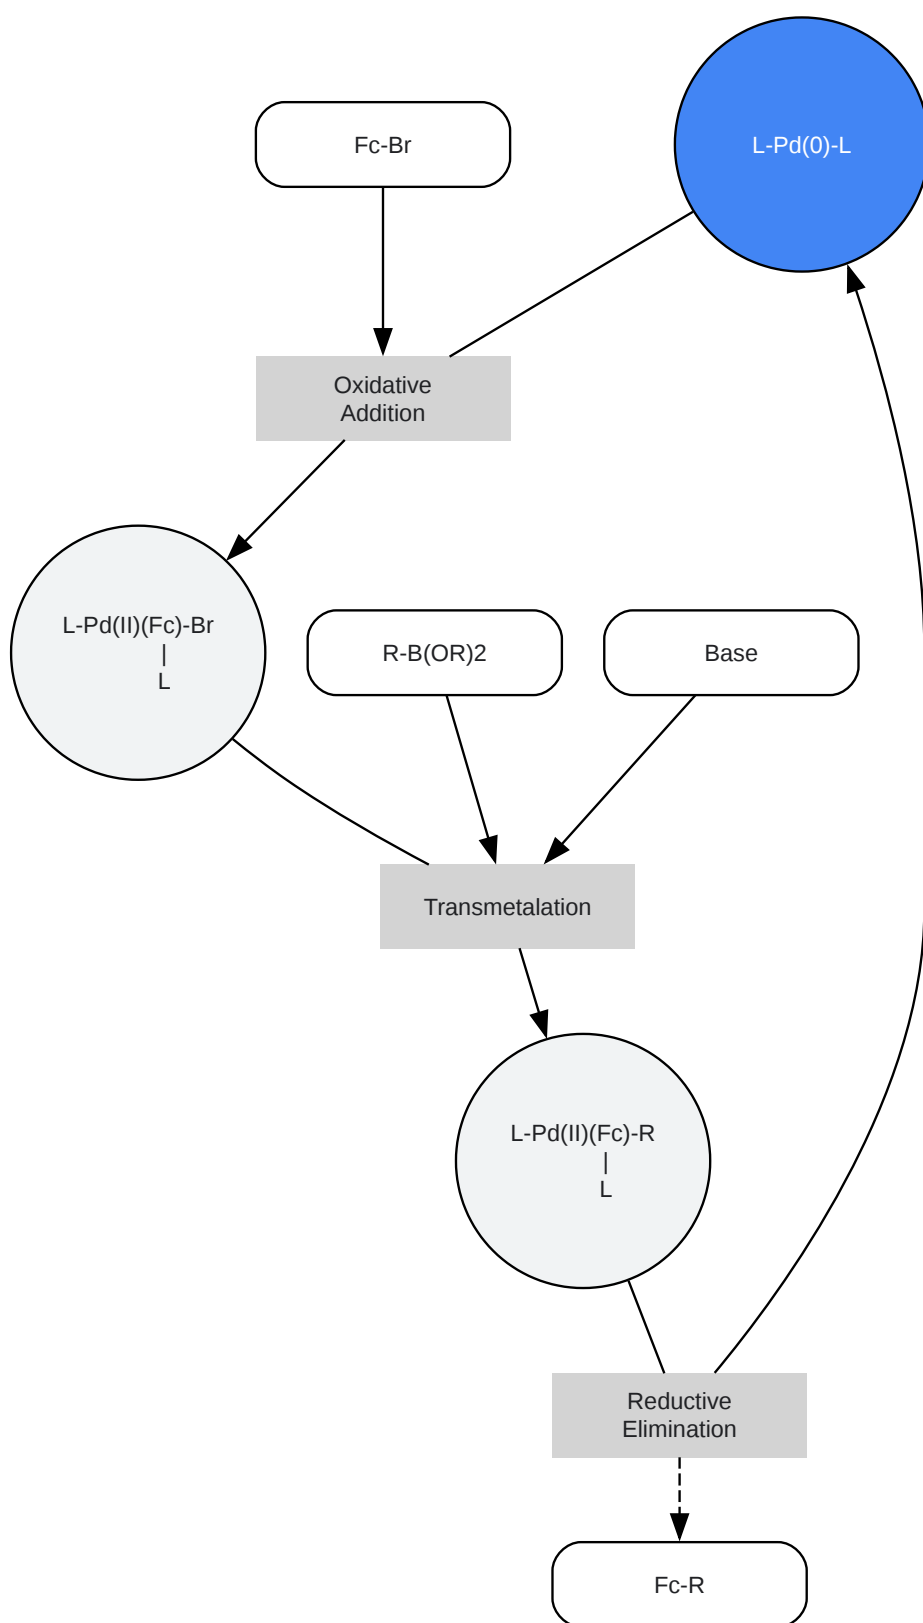 L-Pd(0)-L
Fc-Br
Oxidative
Addition
L-Pd(II)(Fc)-Br
|
L
R-B(OR)2
Base
Transmetalation
L-Pd(II)(Fc)-R
|
L
Reductive
Elimination
Fc-R